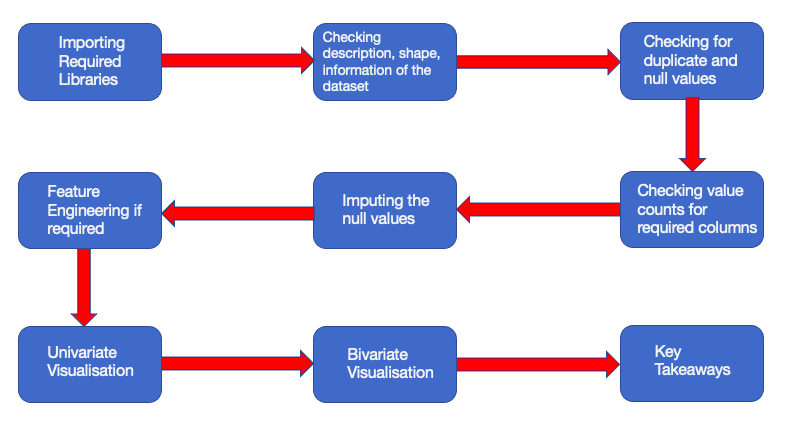 Importing
Required
Libraries
Checking
description, shape,
information of the
dataset
Checking for
duplicate and
null values
Feature
Engineering if
required
Imputing the
null values
Checking value
counts for
required columns
Univariate
Visualisation
Bivariate
Visualisation
Key
Takeaways